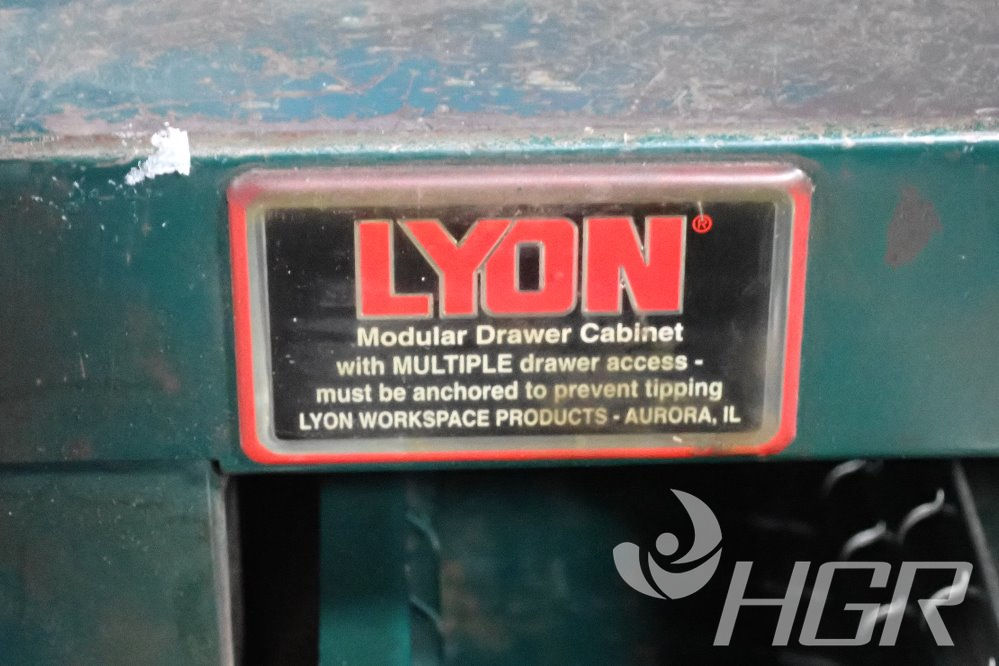 LYON®
Modular Drawer Cabinet
with MULTIPLE drawer access -
must be anchored to prevent tipping
LYON WORKSPACE PRODUCTS - AURORA, IL
HGR